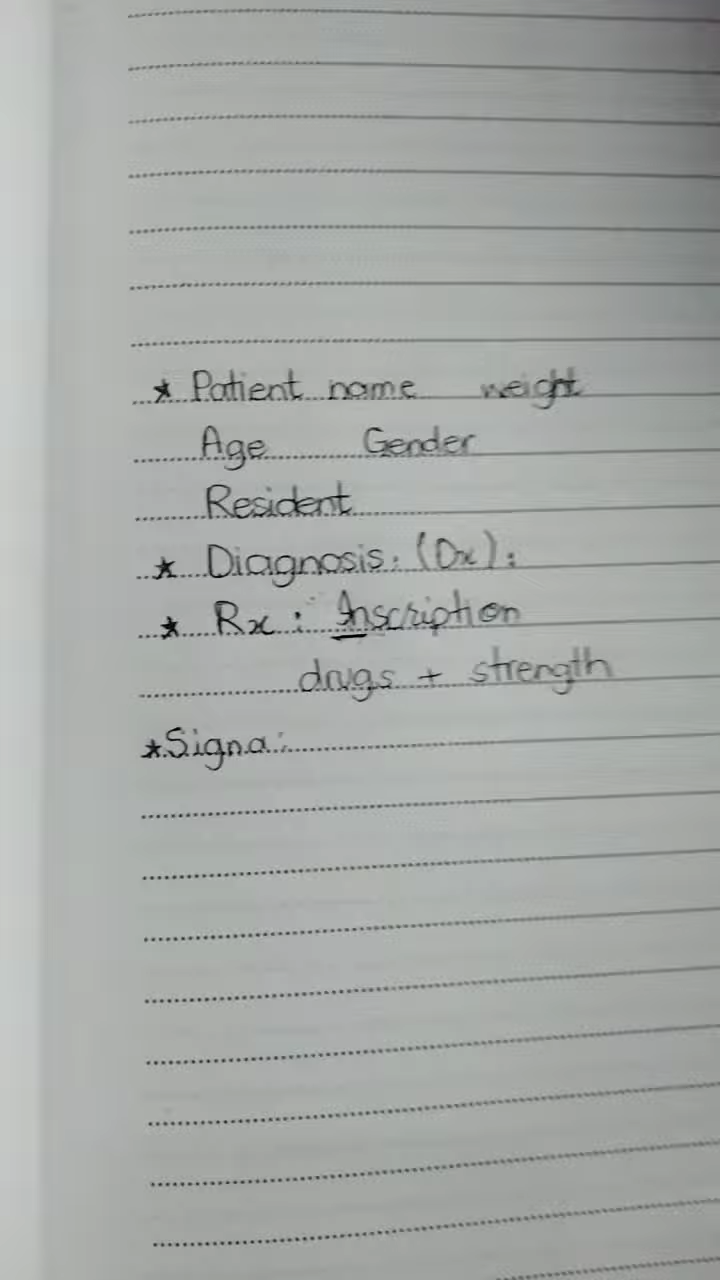 * Patient name weight
Age Gender
Resident
* Diagnosis: (Dx):
* Rx: Inscription
drugs + strength
* Signa: